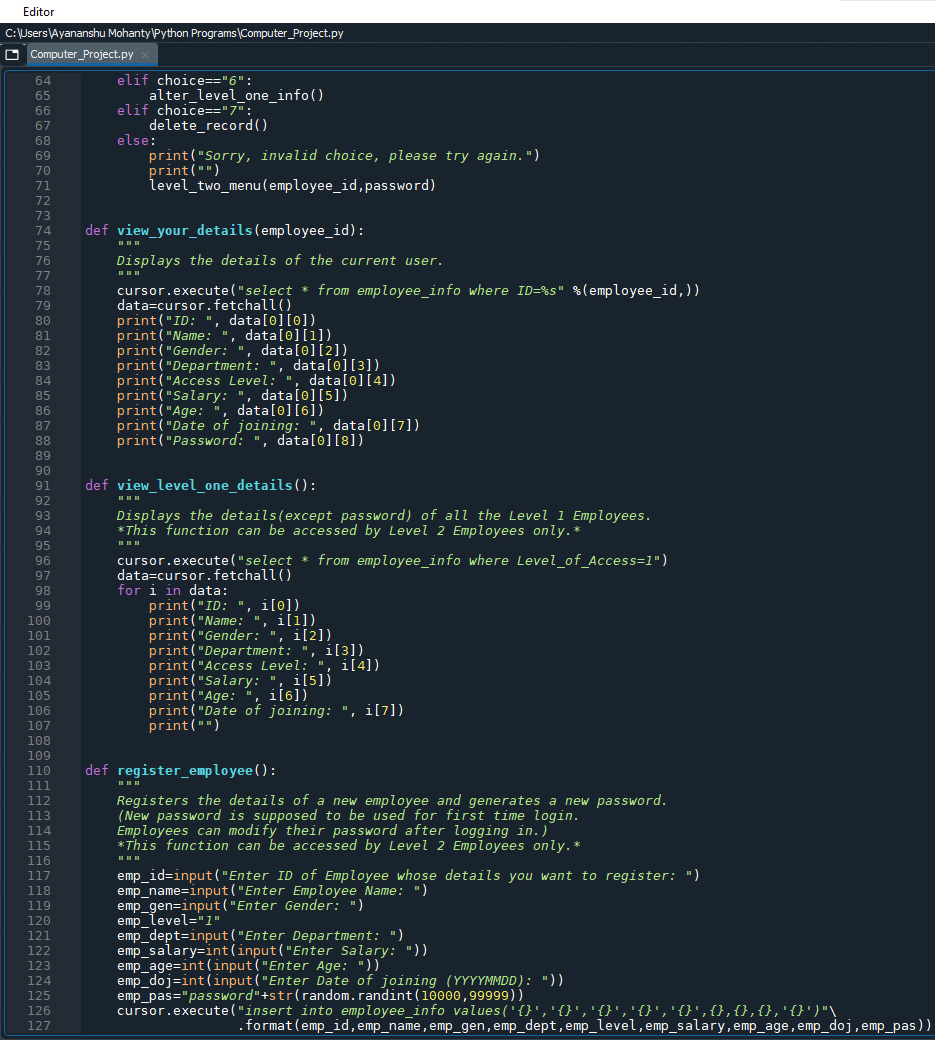 Editor
C:\Users\Ayananshu Mohanty\Python Programs\Computer_Project.py
Computer_Project.py ×
64     elif choice=="6":
65         alter_level_one_info()
66     elif choice=="7":
67         delete_record()
68     else:
69         print("Sorry, invalid choice, please try again.")
70         print("")
71         level_two_menu(employee_id,password)
72
73
74 def view_your_details(employee_id):
75     """
76     Displays the details of the current user.
77     """
78     cursor.execute("select * from employee_info where ID=%s" %(employee_id,))
79     data=cursor.fetchall()
80     print("ID: ", data[0][0])
81     print("Name: ", data[0][1])
82     print("Gender: ", data[0][2])
83     print("Department: ", data[0][3])
84     print("Access Level: ", data[0][4])
85     print("Salary: ", data[0][5])
86     print("Age: ", data[0][6])
87     print("Date of joining: ", data[0][7])
88     print("Password: ", data[0][8])
89
90
91 def view_level_one_details():
92     """
93     Displays the details(except password) of all the Level 1 Employees.
94     *This function can be accessed by Level 2 Employees only.*
95     """
96     cursor.execute("select * from employee_info where Level_of_Access=1")
97     data=cursor.fetchall()
98     for i in data:
99         print("ID: ", i[0])
100         print("Name: ", i[1])
101         print("Gender: ", i[2])
102         print("Department: ", i[3])
103         print("Access Level: ", i[4])
104         print("Salary: ", i[5])
105         print("Age: ", i[6])
106         print("Date of joining: ", i[7])
107         print("")
108
109
110 def register_employee():
111     """
112     Registers the details of a new employee and generates a new password.
113     (New password is supposed to be used for first time login.
114     Employees can modify their password after logging in.)
115     *This function can be accessed by Level 2 Employees only.*
116     """
117     emp_id=input("Enter ID of Employee whose details you want to register: ")
118     emp_name=input("Enter Employee Name: ")
119     emp_gen=input("Enter Gender: ")
120     emp_level="1"
121     emp_dept=input("Enter Department: ")
122     emp_salary=int(input("Enter Salary: "))
123     emp_age=int(input("Enter Age: "))
124     emp_doj=int(input("Enter Date of joining (YYYYMMDD): "))
125     emp_pas="password"+str(random.randint(10000,99999))
126     cursor.execute("insert into employee_info values('{}','{}','{}','{}','{}',{},{},{},'{}')"\
127                    .format(emp_id,emp_name,emp_gen,emp_dept,emp_level,emp_salary,emp_age,emp_doj,emp_pas))